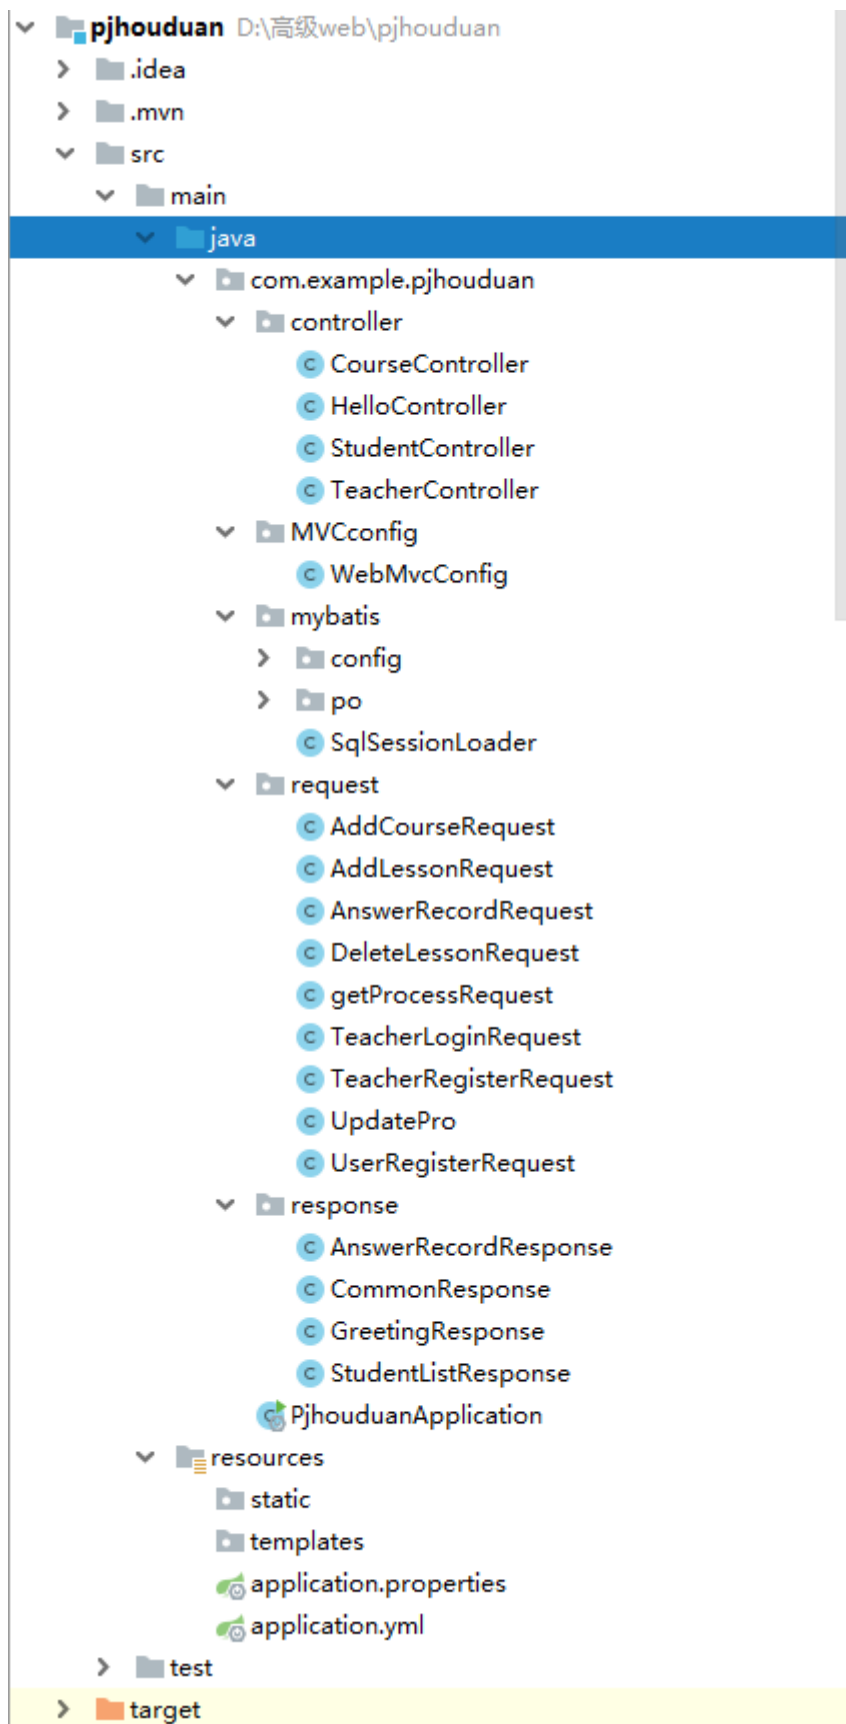 pjhouduan D:\高级web\pjhouduan
.idea
.mvn
src
main
java
com.example.pjhouduan
controller
CourseController
HelloController
StudentController
TeacherController
MVCconfig
WebMvcConfig
mybatis
config
po
SqlSessionLoader
request
AddCourseRequest
AddLessonRequest
AnswerRecordRequest
DeleteLessonRequest
getProcessRequest
TeacherLoginRequest
TeacherRegisterRequest
UpdatePro
UserRegisterRequest
response
AnswerRecordResponse
CommonResponse
GreetingResponse
StudentListResponse
PjhouduanApplication
resources
static
templates
application.properties
application.yml
test
target